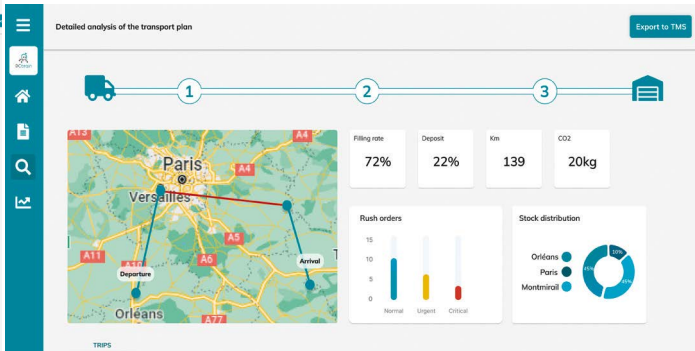 Detailed analysis of the transport plan
Export to TMS
1
2
3
A13
A4
Paris
A4
Versailles
A5
A11
A10
A6
Arrival
Departure
Orléans
A77
Filling rate
72%
Deposit
22%
Km
139
CO2
20kg
Rush orders
15
10
5
0
Normal
Urgent
Critical
Stock distribution
Orléans
Paris
Montmirail
10%
45%
45%
TRIPS